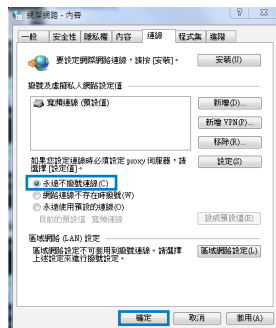 網際網路 - 內容
一般 安全性 隱私權 內容 連線 程式集 進階
要設定網際網路連線,請按 [安裝]。
安裝(U)
撥號及虛擬私人網路設定值
寬頻連線 (預設值)
新增(D)...
新增 VPN(P)...
移除(R)...
如果您設定連線時必須設定 proxy 伺服器,請
選擇 [設定值]。
設定(S)
永遠不撥號連線(C)
網路連線不存在時撥號(W)
永遠使用預設的連線(O)
目前的預設值 寬頻連線
設成預設值(E)
區域網路 (LAN) 設定
區域網路設定不可套用到撥號連線。請選擇
上述設定來進行撥號設定。
區域網路設定(L)
確定 取消 套用(A)